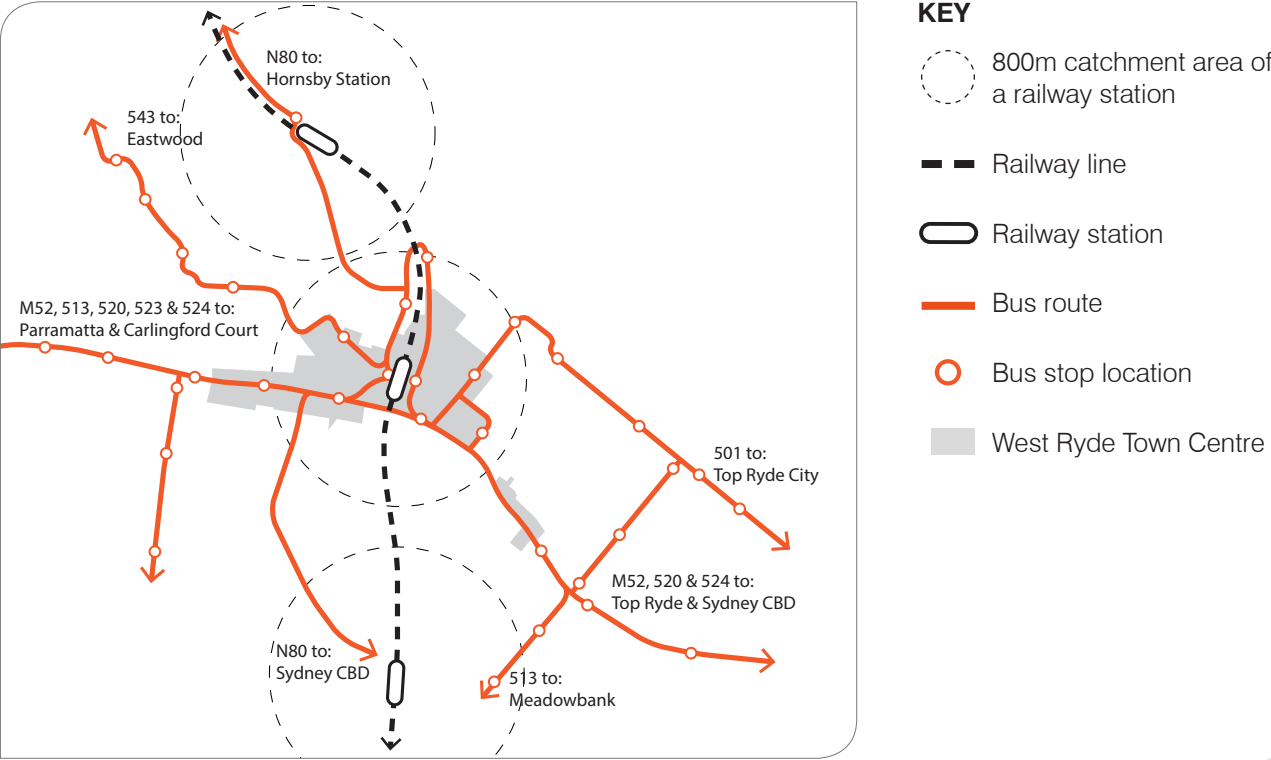 N80 to:
Hornsby Station
543 to:
Eastwood
M52, 513, 520, 523 & 524 to:
Parramatta & Carlingford Court
501 to:
Top Ryde City
M52, 520 & 524 to:
Top Ryde & Sydney CBD
N80 to:
Sydney CBD
513 to:
Meadowbank
KEY
800m catchment area of
a railway station
Railway line
Railway station
Bus route
Bus stop location
West Ryde Town Centre